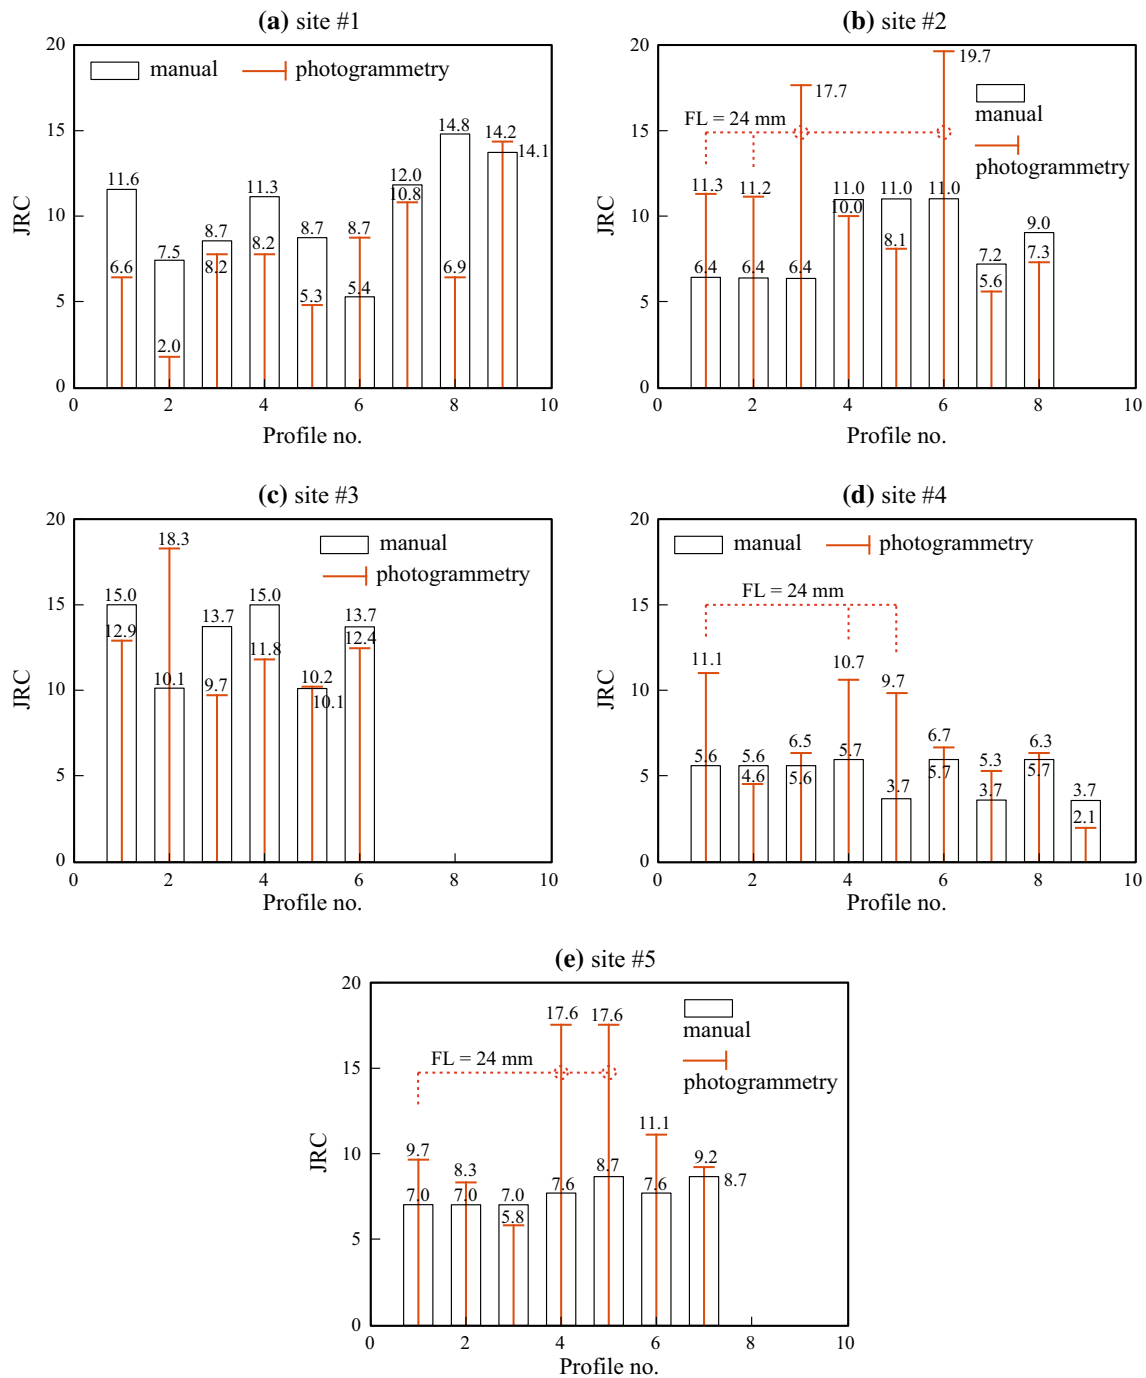 (a) site #1
20
manual photogrammetry
15
14.8
14.2
14.1
11.6
11.3
12.0
10.8
10
JRC
8.7
8.2
8.7
8.7
7.5
8.2
6.6
6.9
5.3
5.4
5
2.0
0
0 2 4 6 8 10
Profile no.
(b) site #2
20
19.7
17.7
manual
FL = 24 mm
15
photogrammetry
11.3 11.2 11.0 11.0 11.0
10.0
10
JRC
9.0
8.1
7.2 7.3
6.4 6.4 6.4
5.6
5
0
0 2 4 6 8 10
Profile no.
(c) site #3
20
18.3
manual
photogrammetry
15.0 15.0
15
13.7 13.7
12.9
12.4
11.8
10.1
10.2
10.1
9.7
10
JRC
5
0
0 2 4 6 8 10
Profile no.
(d) site #4
20
manual photogrammetry
FL = 24 mm
15
11.1
10.7
9.7
10
JRC
6.5
6.7
6.3
5.6 5.6 5.7
5.3
5.6
5.7
5.7
4.6
3.7
3.7
3.7
5
2.1
0
0 2 4 6 8 10
Profile no.
(e) site #5
20
17.6 17.6
manual
FL = 24 mm
15
photogrammetry
11.1
9.7
10
JRC
9.2
8.3
8.7
8.7
7.6 7.6
7.0 7.0 7.0
5.8
5
0
0 2 4 6 8 10
Profile no.